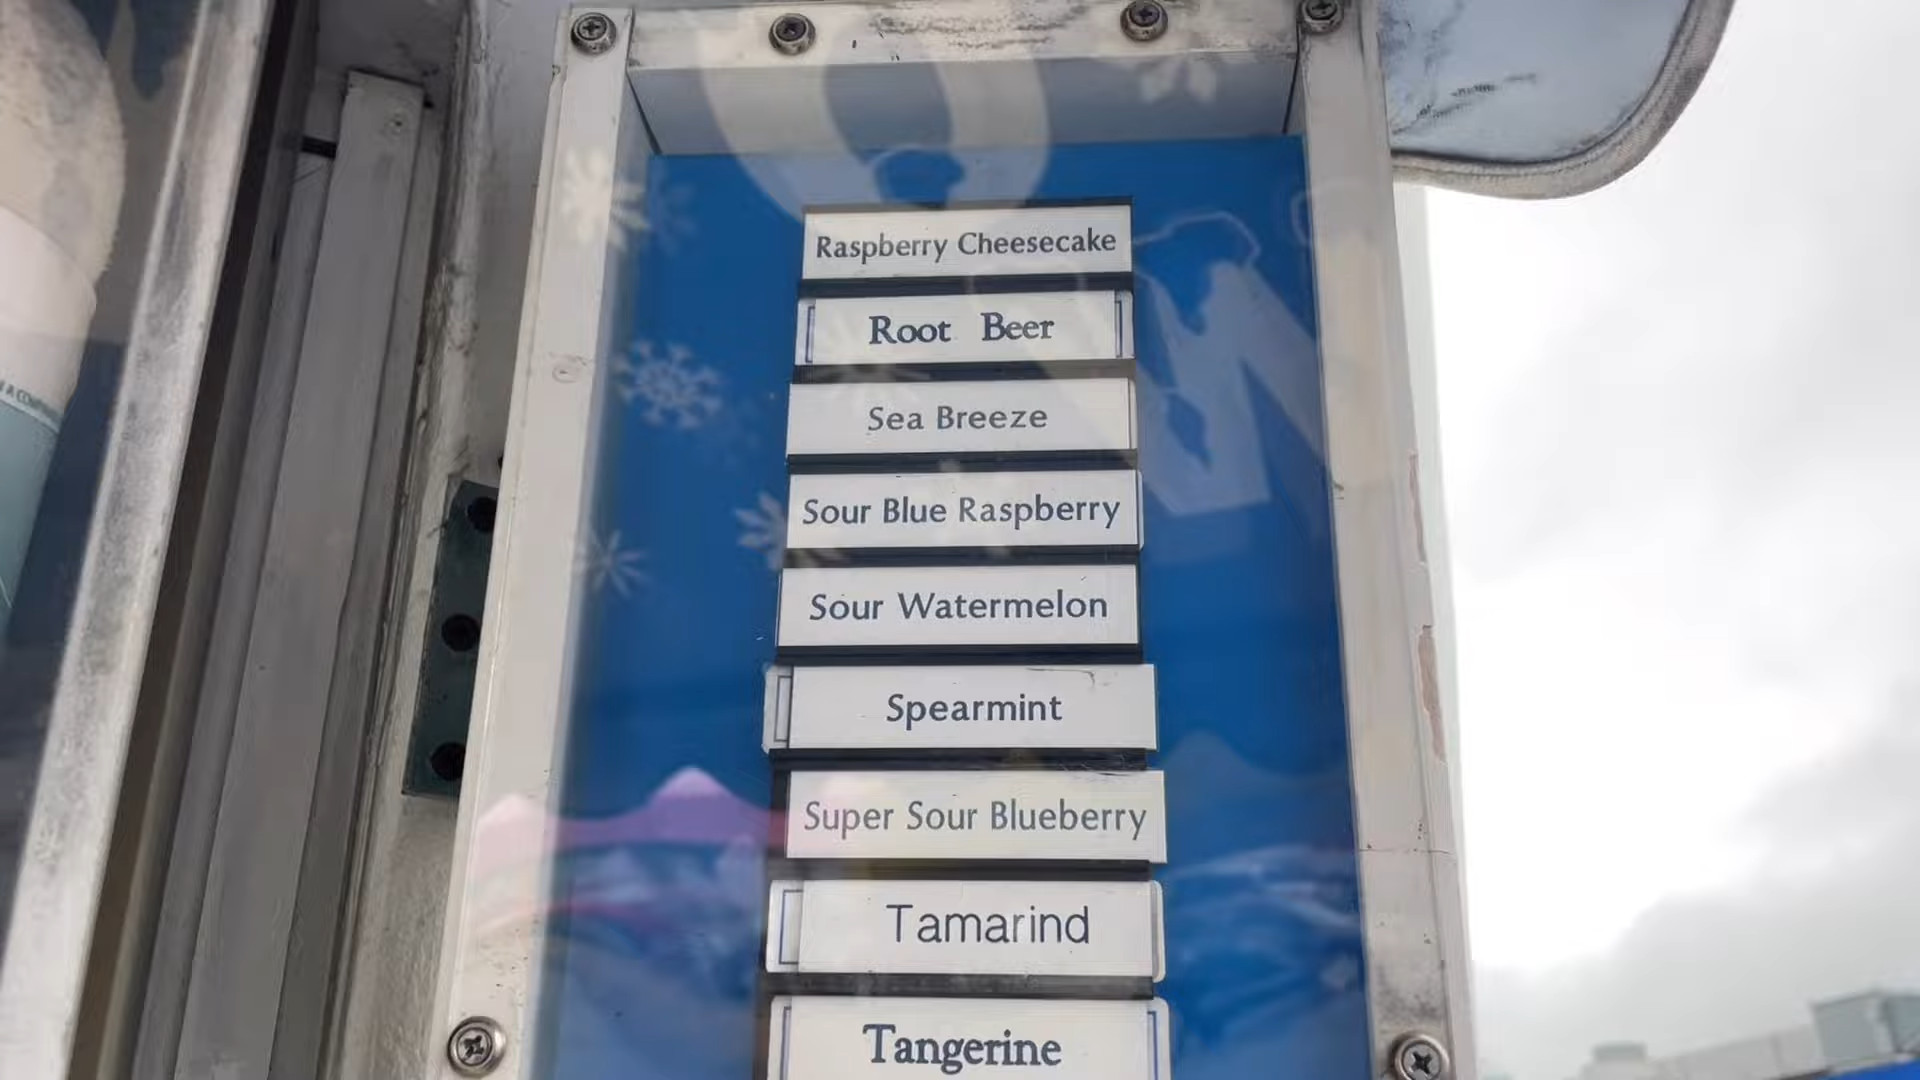 Raspberry Cheesecake
Root Beer
Sea Breeze
Sour Blue Raspberry
Sour Watermelon
Spearmint
Super Sour Blueberry
Tamarind
Tangerine